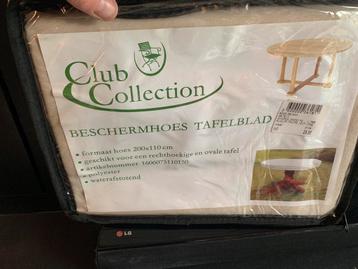 Club
Collection
BESCHERMHOES TAFELBLAD
• formaat hoes 200x110 cm
• geschikt voor een rechthoekige en ovale tafel
• artikelnummer 1606073110150
• polyester
• waterafstotend
LG